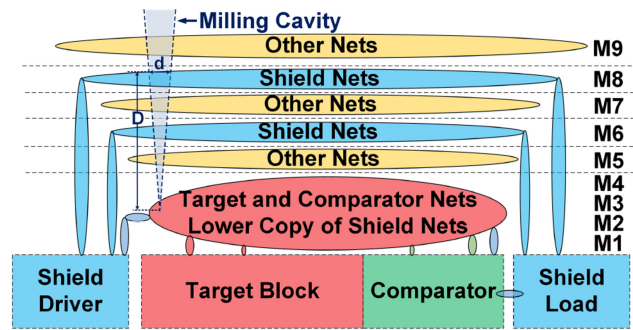 Milling Cavity
Other Nets
M9
d
Shield Nets
M8
D
Other Nets
M7
Shield Nets
M6
Other Nets
M5
Target and Comparator Nets
Lower Copy of Shield Nets
M4
M3
M2
M1
Shield
Driver
Target Block
Comparator
Shield
Load